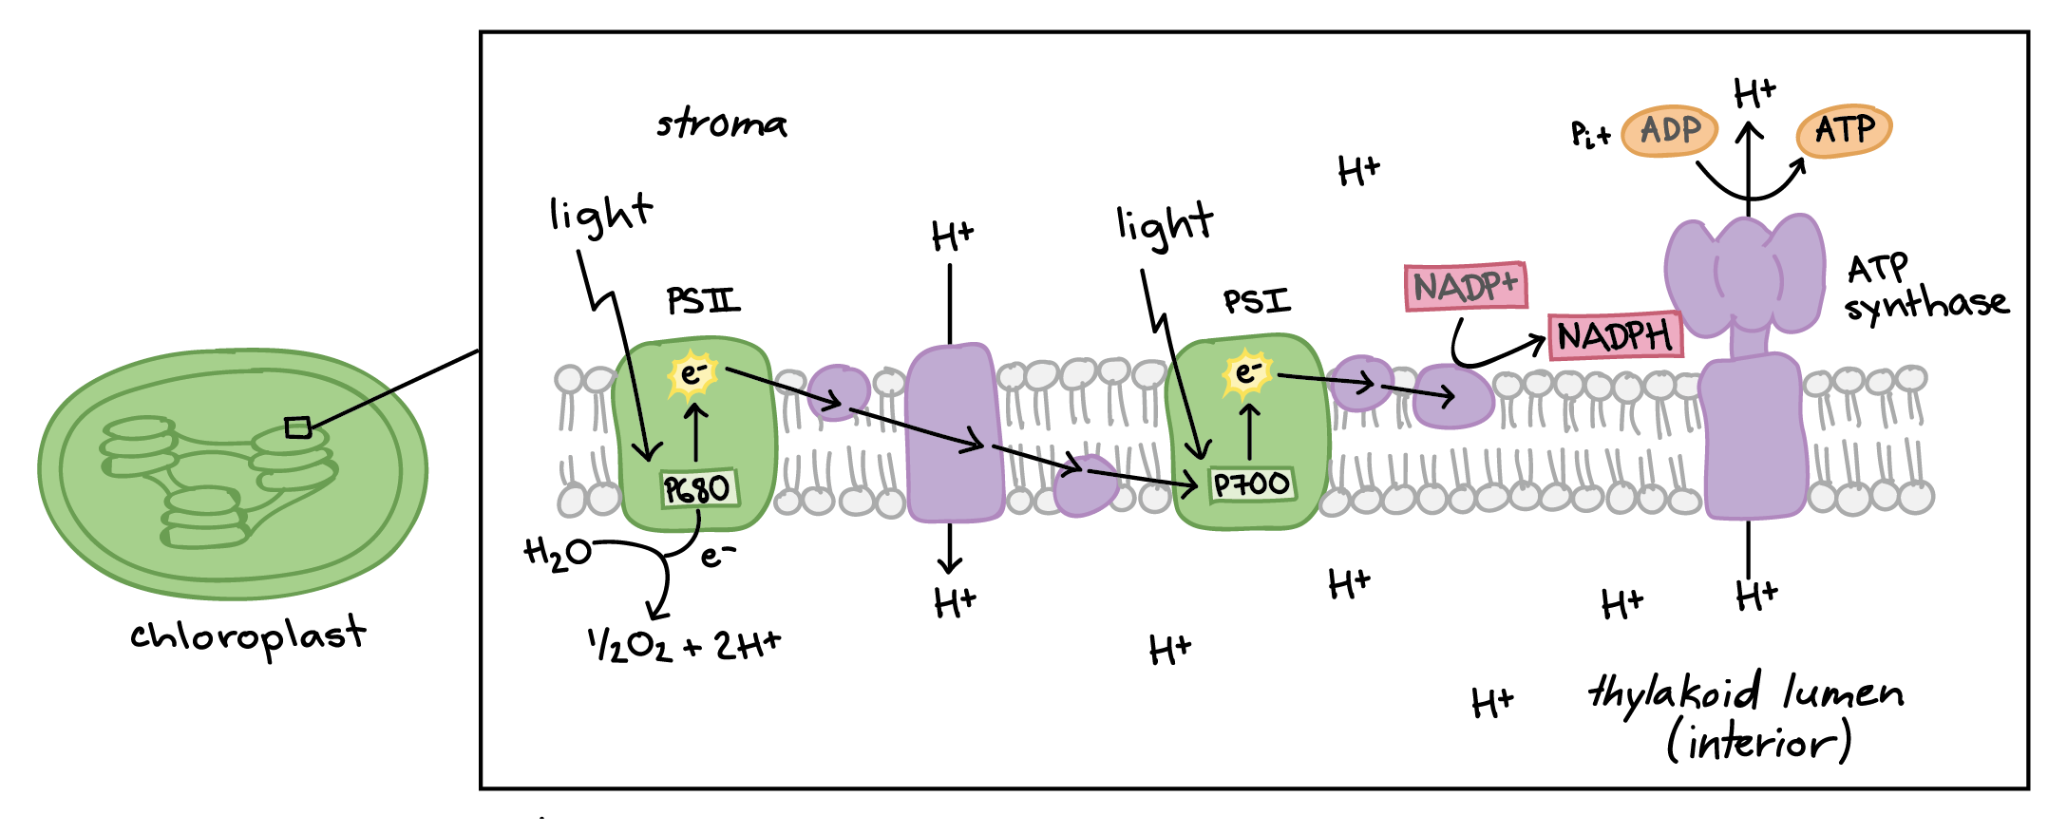 stroma
light
PSII
e-
P680
H₂O
e-
½O₂ + 2H+
H+
H+
light
PSI
e-
P700
H+
NADP+
NADPH
Pi+
ADP
H+
ATP
ATP
synthase
H+
H+
H+
H+
H+
thylakoid lumen
(interior)
chloroplast